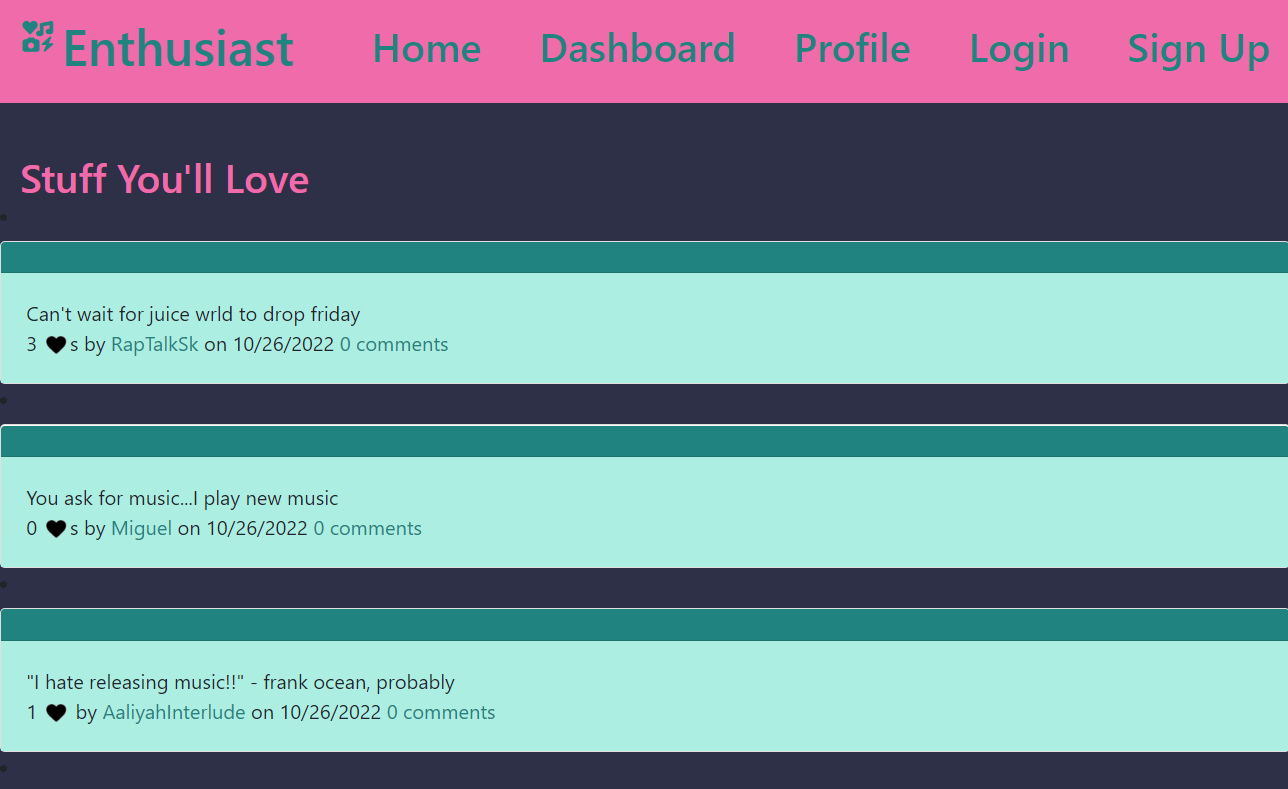 Enthusiast Home Dashboard Profile Login Sign Up
Stuff You'll Love
Can't wait for juice wrld to drop friday
3 🖤s by RapTalkSk on 10/26/2022 0 comments
You ask for music...I play new music
0 🖤s by Miguel on 10/26/2022 0 comments
"I hate releasing music!!" - frank ocean, probably
1 🖤 by AaliyahInterlude on 10/26/2022 0 comments